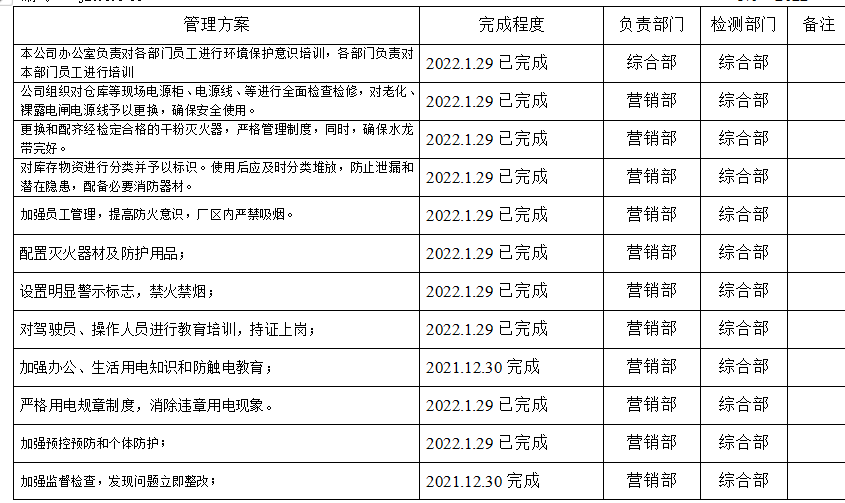 管理方案 完成程度 负责部门 检测部门 备注
本公司办公室负责对各部门员工进行环境保护意识培训，各部门负责对
本部门员工进行培训
2022.1.29 已完成 综合部 综合部
公司组织对仓库等现场电源柜、电源线、等进行全面检查检修，对老化、
裸露电闸电源线予以更换，确保安全使用。
2022.1.29 已完成 营销部 综合部
更换和配齐经检定合格的干粉灭火器，严格管理制度，同时，确保水龙
带完好。
2022.1.29 已完成 营销部 综合部
对库存物资进行分类并予以标识。使用后应及时分类堆放，防止泄漏和
潜在隐患，配备必要消防器材。
2022.1.29 已完成 营销部 综合部
加强员工管理，提高防火意识，厂区内严禁吸烟。 2022.1.29 已完成 营销部 综合部
配置灭火器材及防护用品； 2022.1.29 已完成 营销部 综合部
设置明显警示标志，禁火禁烟； 2022.1.29 已完成 营销部 综合部
对驾驶员、操作人员进行教育培训，持证上岗； 2022.1.29 已完成 营销部 综合部
加强办公、生活用电知识和防触电教育； 2021.12.30 完成 营销部 综合部
严格用电规章制度，消除违章用电现象。 2022.1.29 已完成 营销部 综合部
加强预控预防和个体防护； 2022.1.29 已完成 营销部 综合部
加强监督检查，发现问题立即整改； 2021.12.30 完成 营销部 综合部